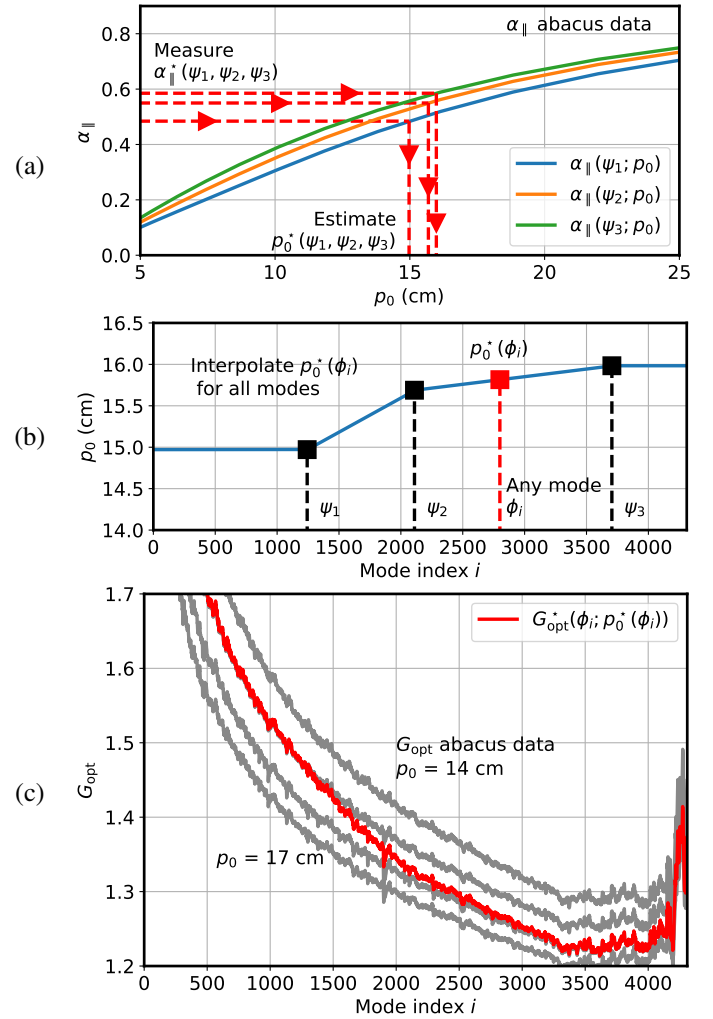 (a)
0.8
0.6
0.4
0.2
0.0
α∥
Measure
α∥*(ψ1, ψ2, ψ3)
α∥ abacus data
Estimate
p0*(ψ1, ψ2, ψ3)
α∥(ψ1; p0)
α∥(ψ2; p0)
α∥(ψ3; p0)
5 10 15 20 25
p0 (cm)
(b)
16.5
16.0
15.5
15.0
14.5
14.0
p0 (cm)
Interpolate p0*(ϕi)
for all modes
p0*(ϕi)
Any mode
ϕi
ψ1 ψ2 ψ3
0 500 1000 1500 2000 2500 3000 3500 4000
Mode index i
(c)
1.7
1.6
1.5
1.4
1.3
1.2
Gopt
Gopt*(ϕi; p0*(ϕi))
Gopt abacus data
p0 = 14 cm
p0 = 17 cm
0 500 1000 1500 2000 2500 3000 3500 4000
Mode index i